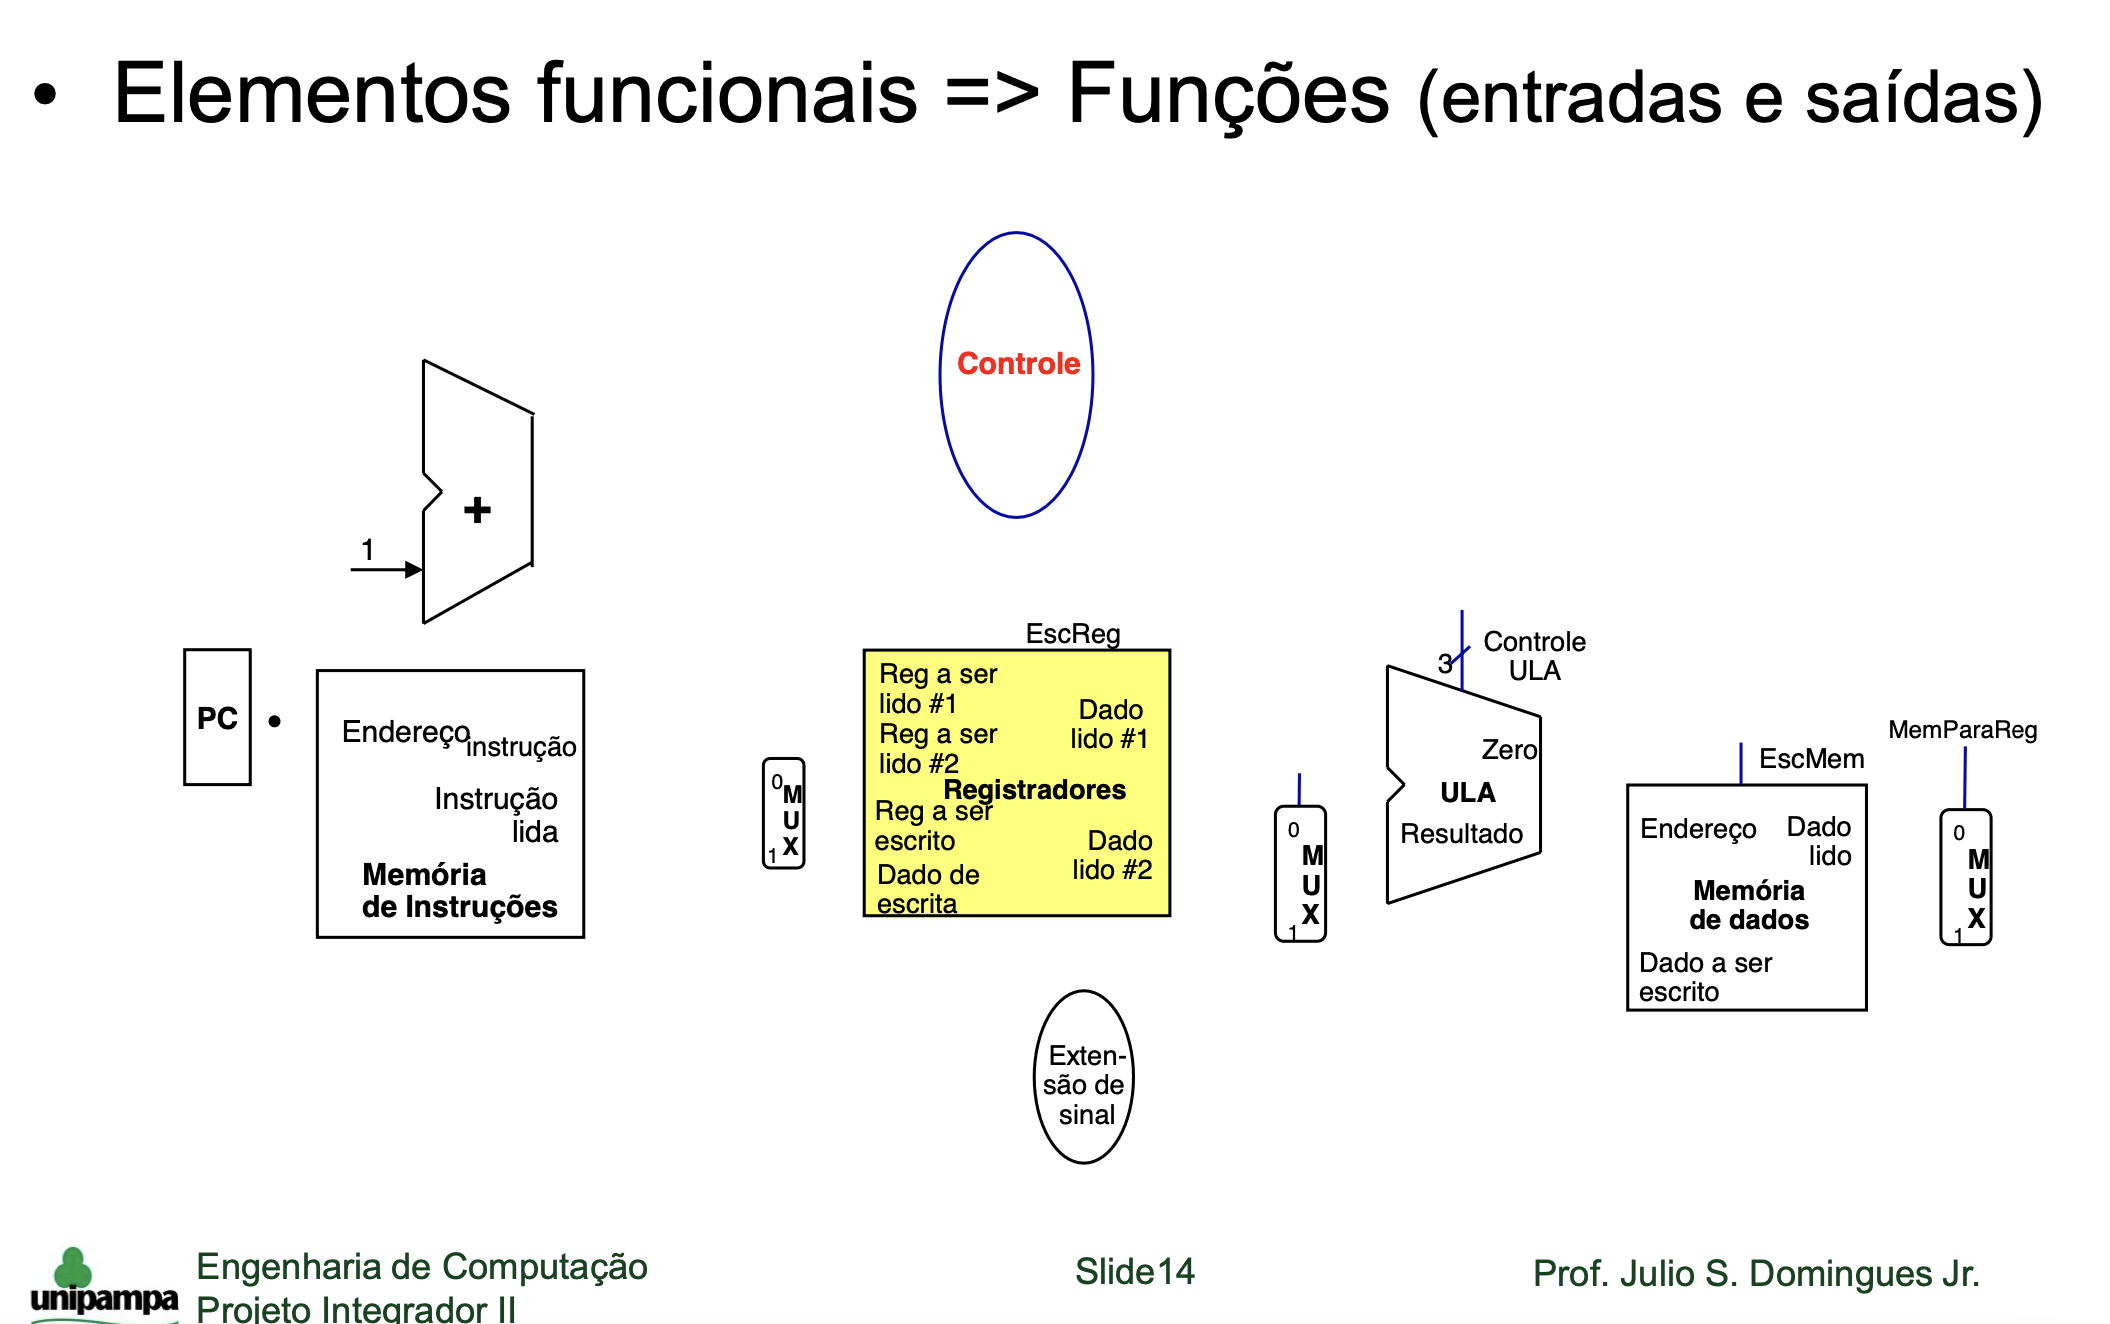 • Elementos funcionais => Funções (entradas e saídas)
Controle
+
1
PC
•
Endereço
instrução
Instrução
lida
Memória
de Instruções
0
M
U
X
1
EscReg
Reg a ser
lido #1
Reg a ser
lido #2
Dado
lido #1
Registradores
Reg a ser
escrito
Dado de
escrita
Dado
lido #2
Exten-
são de
sinal
0
M
U
X
1
3
Controle
ULA
Zero
ULA
Resultado
EscMem
Endereço
Dado
lido
Memória
de dados
Dado a ser
escrito
MemParaReg
0
M
U
X
1
unipampa
Engenharia de Computação
Projeto Integrador II
Slide14
Prof. Julio S. Domingues Jr.